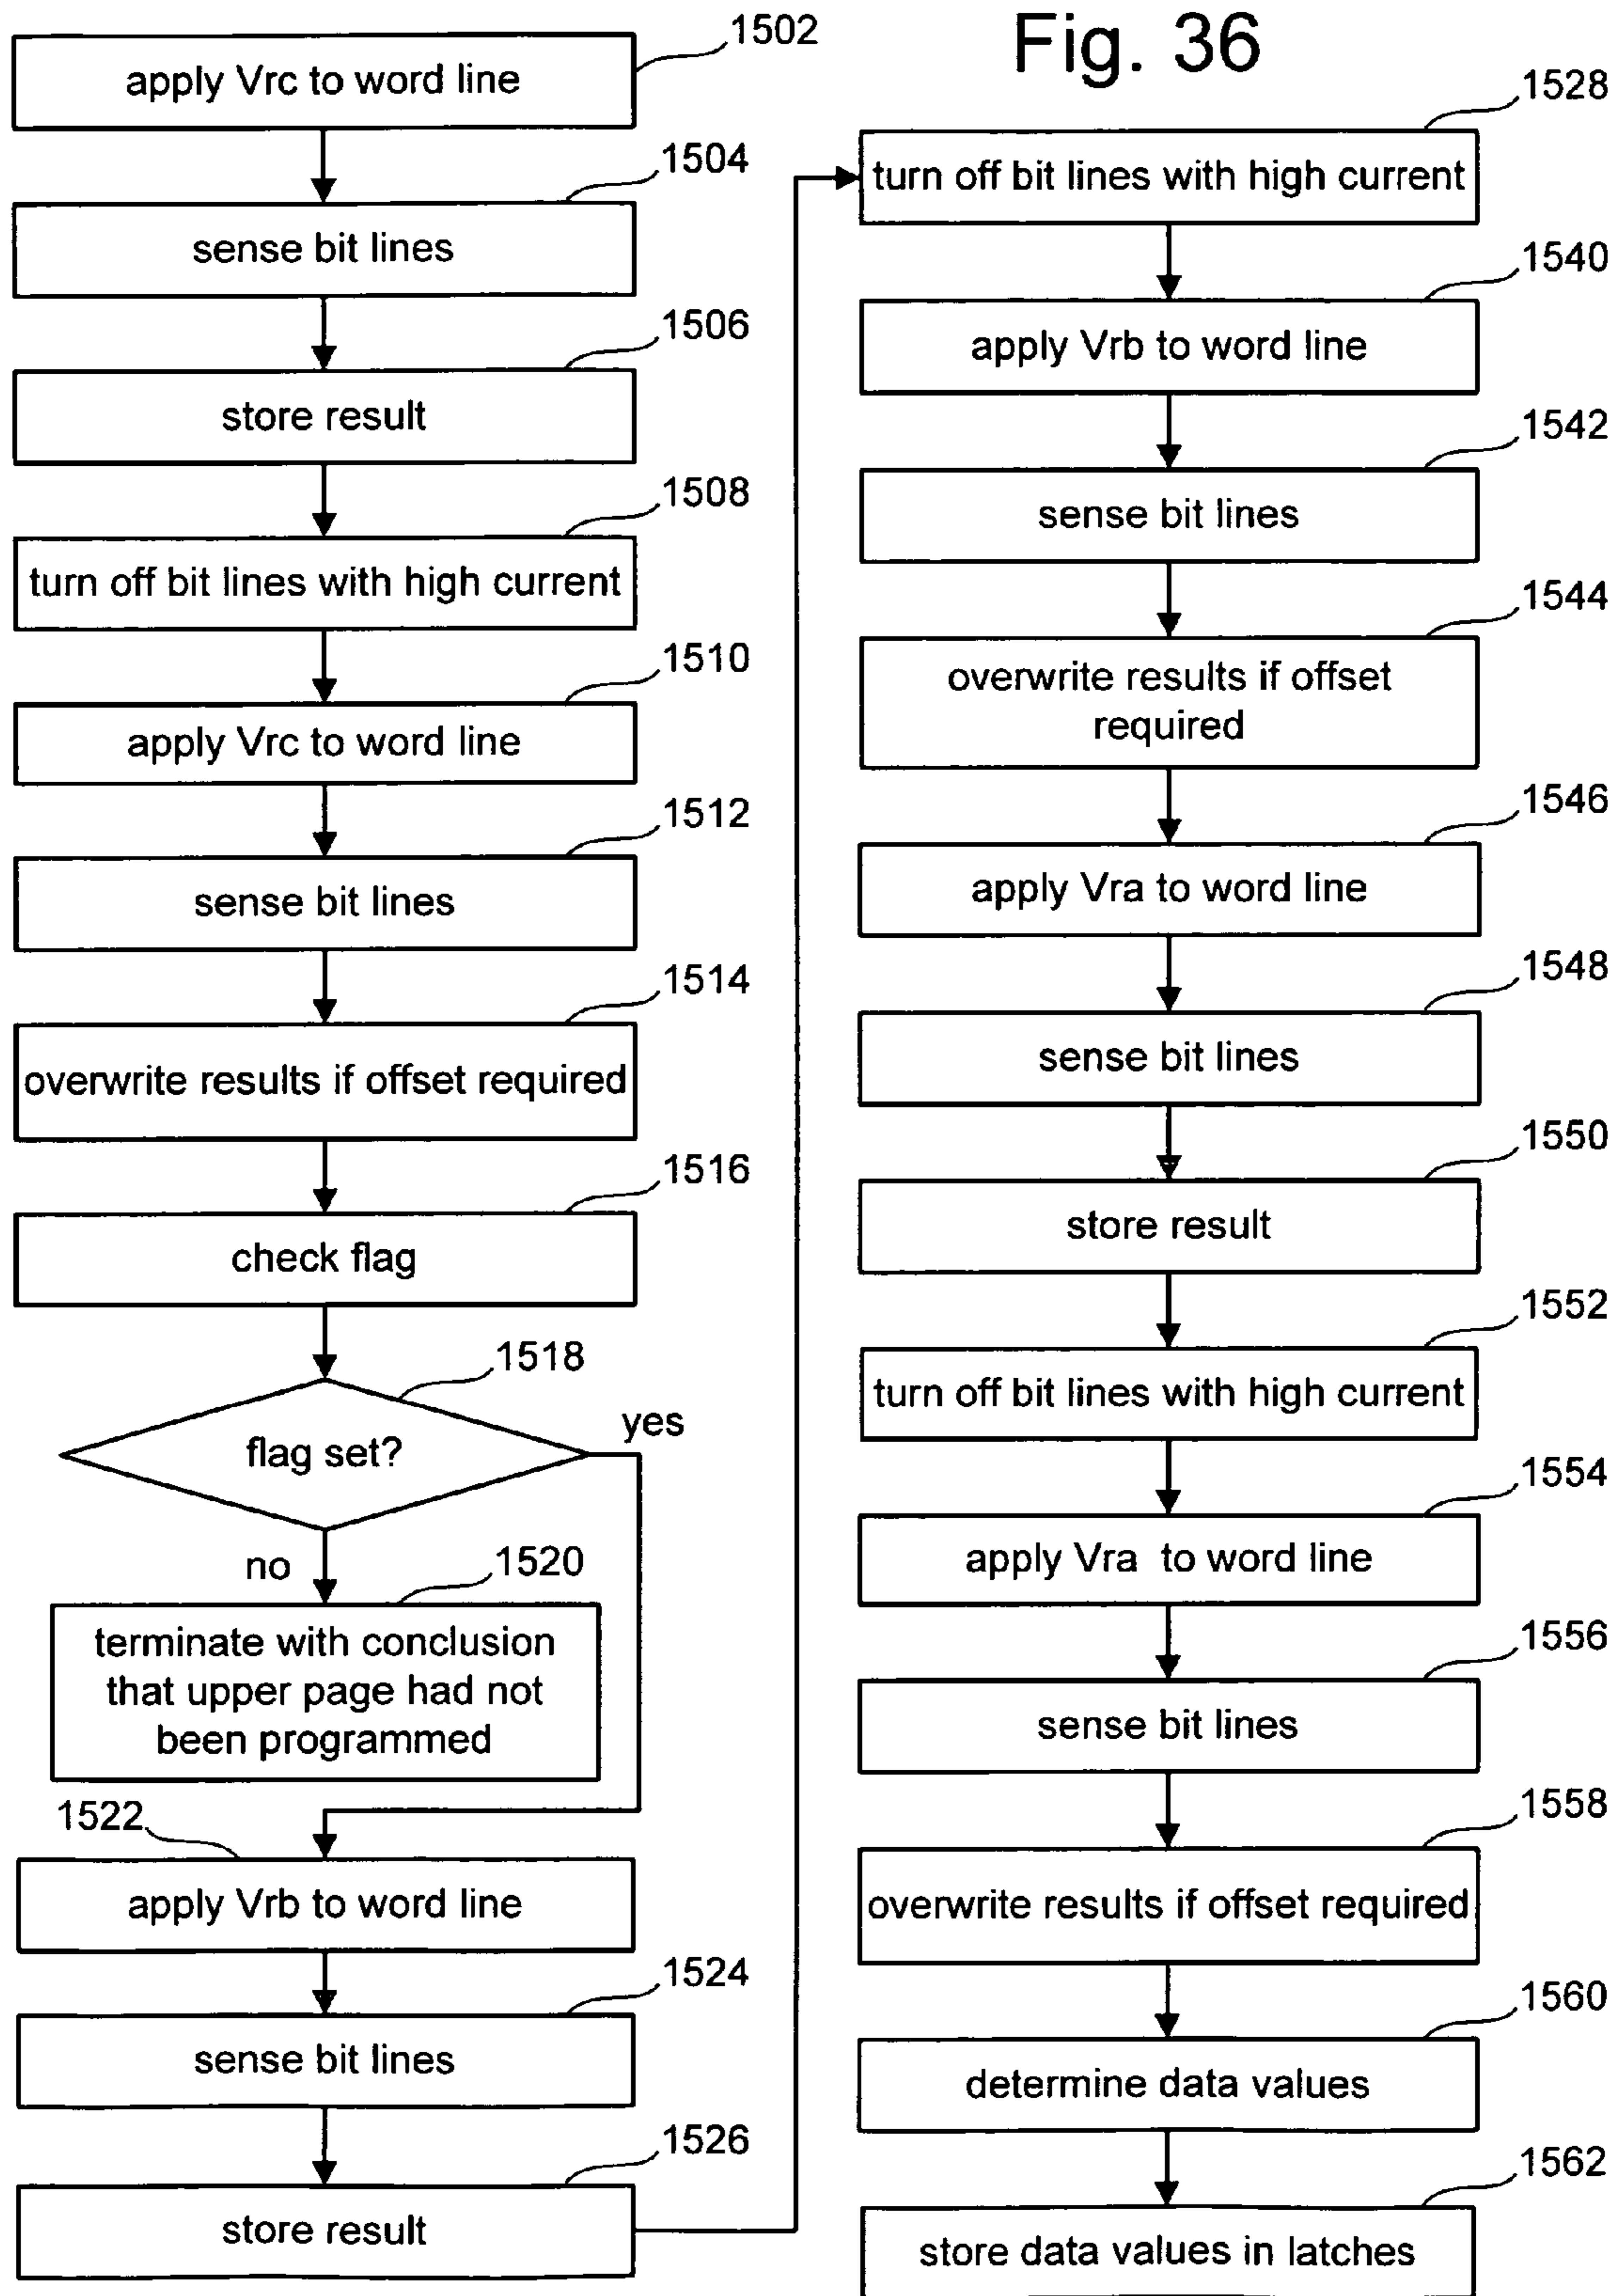 Fig. 36
1502
apply Vrc to word line
1504
sense bit lines
1506
store result
1508
turn off bit lines with high current
1510
apply Vrc to word line
1512
sense bit lines
1514
overwrite results if offset required
1516
check flag
1518
flag set?
yes
no
1520
terminate with conclusion
that upper page had not
been programmed
1522
apply Vrb to word line
1524
sense bit lines
1526
store result
1528
turn off bit lines with high current
1540
apply Vrb to word line
1542
sense bit lines
1544
overwrite results if offset
required
1546
apply Vra to word line
1548
sense bit lines
1550
store result
1552
turn off bit lines with high current
1554
apply Vra to word line
1556
sense bit lines
1558
overwrite results if offset required
1560
determine data values
1562
store data values in latches